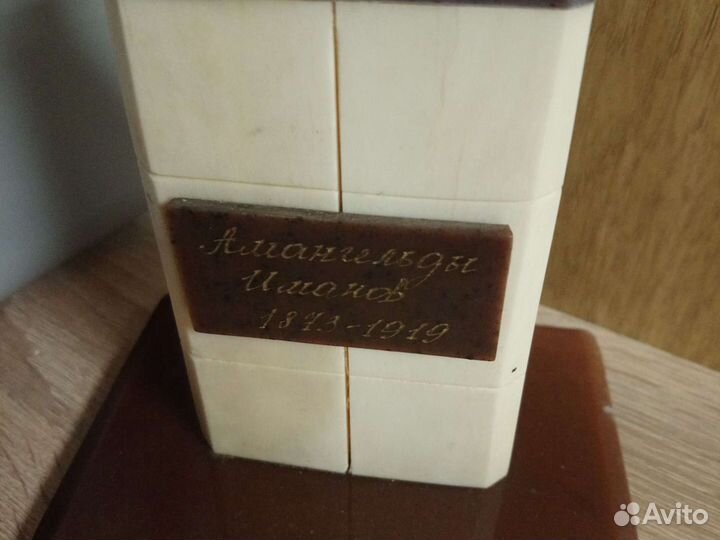 Амангельды
Иманов
1873-1919
Avito